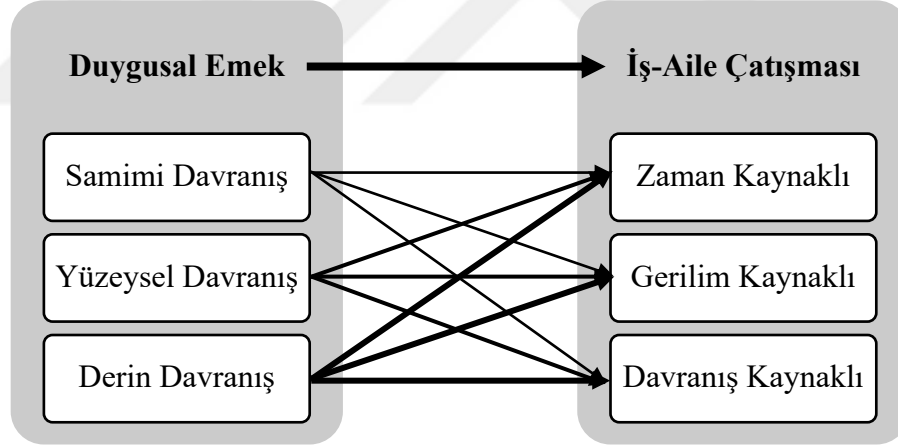 Duygusal Emek
İş-Aile Çatışması
Samimi Davranış
Zaman Kaynaklı
Yüzeysel Davranış
Gerilim Kaynaklı
Derin Davranış
Davranış Kaynaklı